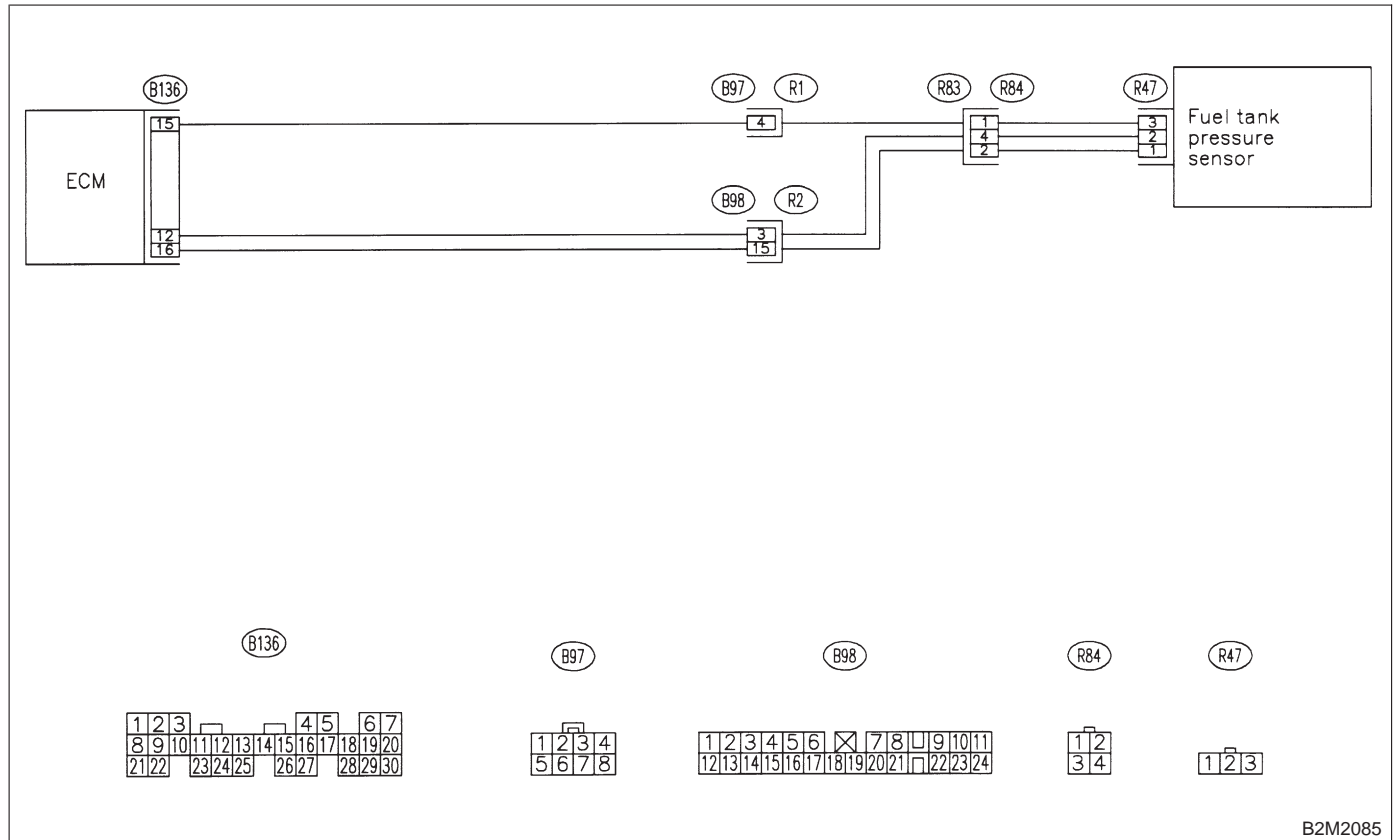 B136
B97 R1
R83 R84
R47
15
4
1
4
2
3
2
1
Fuel tank
pressure
sensor
ECM
B98 R2
12
16
3
15
B136
B97
B98
R84
R47
1 2 3 4 5 6 7
8 9 10 11 12 13 14 15 16 17 18 19 20
21 22 23 24 25 26 27 28 29 30
1 2 3 4
5 6 7 8
1 2 3 4 5 6 7 8 9 10 11
12 13 14 15 16 17 18 19 20 21 22 23 24
1 2
3 4
1 2 3
B2M2085